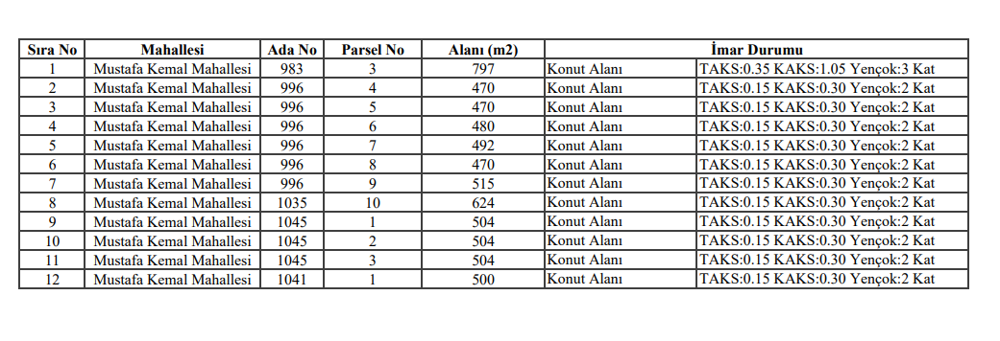 Sıra No Mahallesi Ada No Parsel No Alanı (m2) İmar Durumu
1 Mustafa Kemal Mahallesi 983 3 797 Konut Alanı TAKS:0.35 KAKS:1.05 Yençok:3 Kat
2 Mustafa Kemal Mahallesi 996 4 470 Konut Alanı TAKS:0.15 KAKS:0.30 Yençok:2 Kat
3 Mustafa Kemal Mahallesi 996 5 470 Konut Alanı TAKS:0.15 KAKS:0.30 Yençok:2 Kat
4 Mustafa Kemal Mahallesi 996 6 480 Konut Alanı TAKS:0.15 KAKS:0.30 Yençok:2 Kat
5 Mustafa Kemal Mahallesi 996 7 492 Konut Alanı TAKS:0.15 KAKS:0.30 Yençok:2 Kat
6 Mustafa Kemal Mahallesi 996 8 470 Konut Alanı TAKS:0.15 KAKS:0.30 Yençok:2 Kat
7 Mustafa Kemal Mahallesi 996 9 515 Konut Alanı TAKS:0.15 KAKS:0.30 Yençok:2 Kat
8 Mustafa Kemal Mahallesi 1035 10 624 Konut Alanı TAKS:0.15 KAKS:0.30 Yençok:2 Kat
9 Mustafa Kemal Mahallesi 1045 1 504 Konut Alanı TAKS:0.15 KAKS:0.30 Yençok:2 Kat
10 Mustafa Kemal Mahallesi 1045 2 504 Konut Alanı TAKS:0.15 KAKS:0.30 Yençok:2 Kat
11 Mustafa Kemal Mahallesi 1045 3 504 Konut Alanı TAKS:0.15 KAKS:0.30 Yençok:2 Kat
12 Mustafa Kemal Mahallesi 1041 1 500 Konut Alanı TAKS:0.15 KAKS:0.30 Yençok:2 Kat